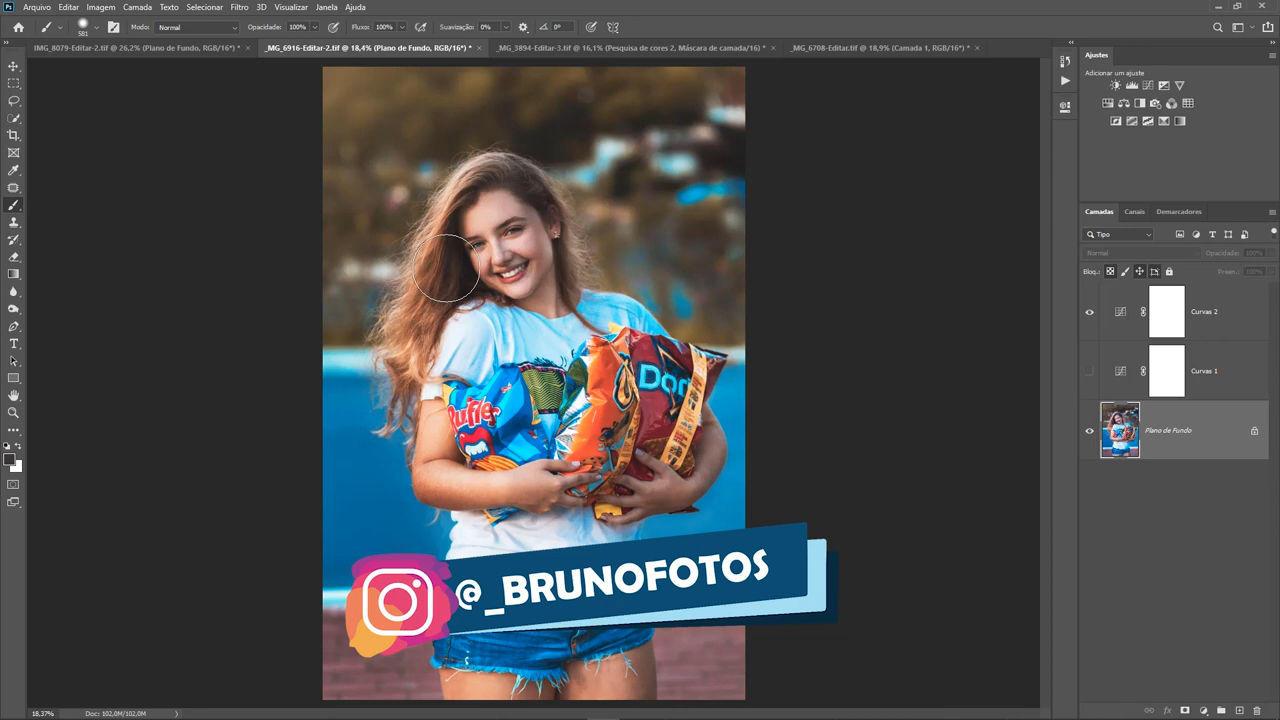 Arquivo Editar Imagem Camada Texto Selecionar Filtro 3D Visualizar Janela Ajuda
581 Modo: Normal Opacidade: 100% Fluxo: 100% Suavização: 0% 0°
IMG_8079-Editar-2.tif @ 26,2% (Plano de Fundo, RGB/16*) * × _MG_6916-Editar-2.tif @ 18,4% (Plano de Fundo, RGB/16*) * × _MG_3894-Editar-3.tif @ 16,1% (Pesquisa de cores 2, Máscara de camada/16) * × _MG_6708-Editar.tif @ 18,9% (Camada 1, RGB/16*) * ×
Ajustes
Adicionar um ajuste
Camadas Canais Demarcadores
Tipo
Normal Opacidade: 100%
Bloq.: Preen.: 100%
Curvas 2
Curvas 1
Plano de Fundo
Ruffles
Dor
@_BRUNOFOTOS
18,37% Doc: 102,0M/102,0M